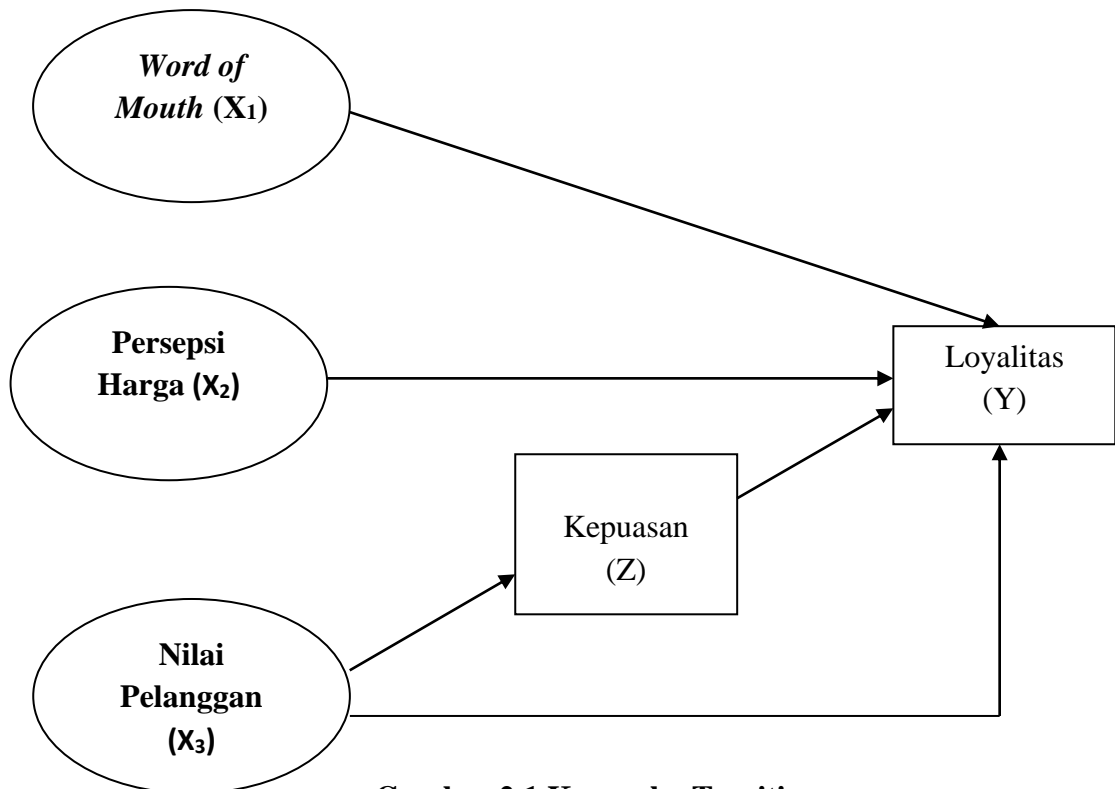 Word of
Mouth (X₁)
Persepsi
Harga (X₂)
Loyalitas
(Y)
Kepuasan
(Z)
Nilai
Pelanggan
(X₃)